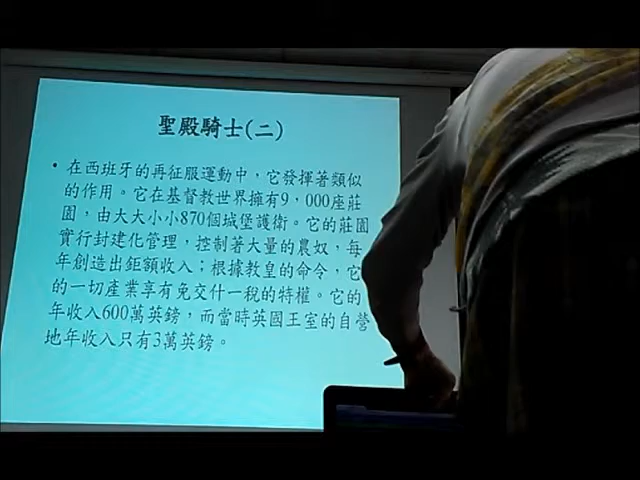 聖殿騎士(二)
• 在西班牙的再征服運動中，它發揮著類似
的作用。它在基督教世界擁有9，000座莊
園，由大大小小870個城堡護衛。它的莊園
實行封建化管理，控制著大量的農奴，每
年創造出鉅額收入；根據教皇的命令，它
的一切產業享有免交什一稅的特權。它的
年收入600萬英鎊，而當時英國王室的自營
地年收入只有3萬英鎊。